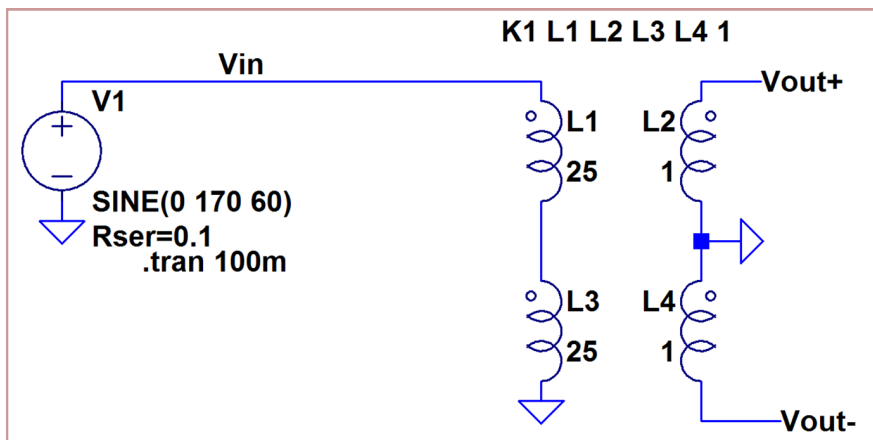 K1 L1 L2 L3 L4 1
Vin
Vout+
V1
L1
L2
+
25
1
−
SINE(0 170 60)
Rser=0.1
.tran 100m
L3
L4
25
1
Vout-